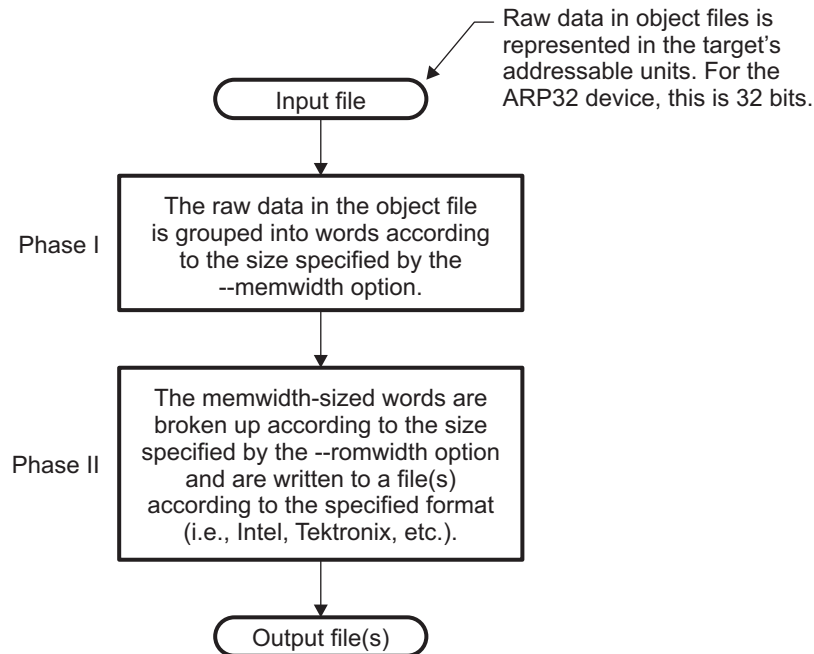 Raw data in object files is
represented in the target's
addressable units. For the
ARP32 device, this is 32 bits.
Input file
Phase I
The raw data in the object file
is grouped into words according
to the size specified by the
--memwidth option.
Phase II
The memwidth-sized words are
broken up according to the size
specified by the --romwidth option
and are written to a file(s)
according to the specified format
(i.e., Intel, Tektronix, etc.).
Output file(s)